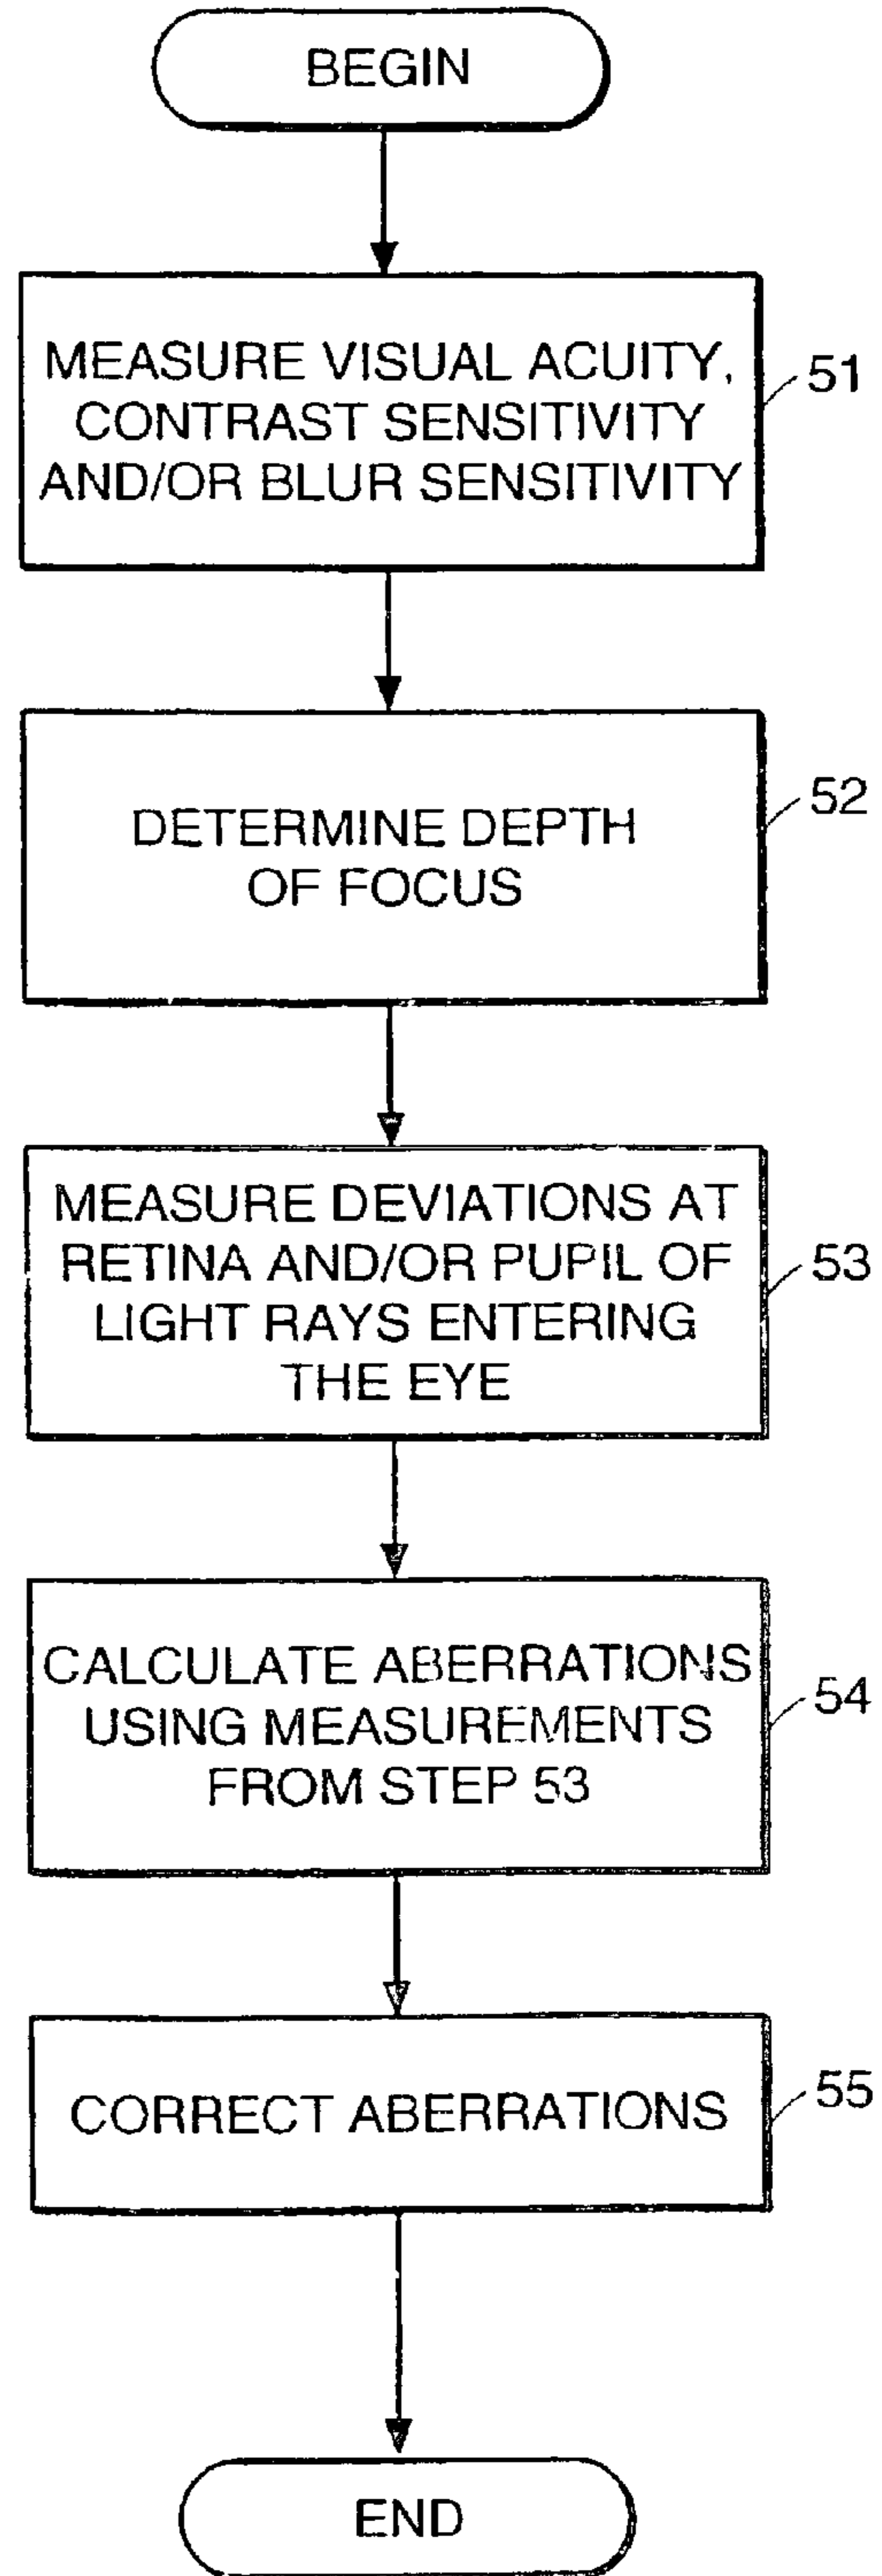 BEGIN
MEASURE VISUAL ACUITY,
CONTRAST SENSITIVITY
AND/OR BLUR SENSITIVITY
51
DETERMINE DEPTH
OF FOCUS
52
MEASURE DEVIATIONS AT
RETINA AND/OR PUPIL OF
LIGHT RAYS ENTERING
THE EYE
53
CALCULATE ABERRATIONS
USING MEASUREMENTS
FROM STEP 53
54
CORRECT ABERRATIONS
55
END